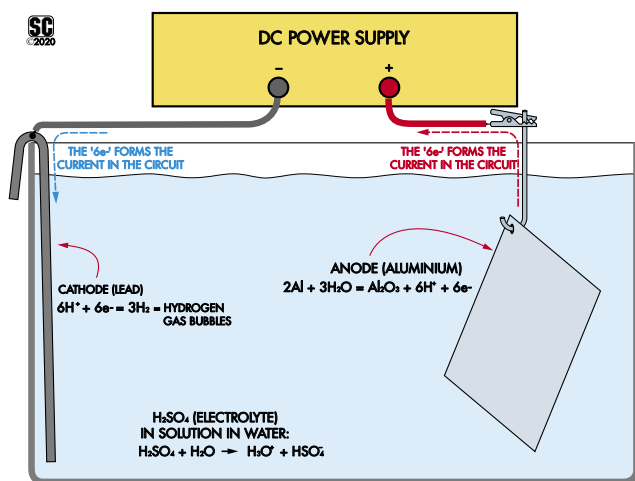 SC
©2020
DC POWER SUPPLY
– +
THE '6e-' FORMS THE
CURRENT IN THE CIRCUIT
THE '6e-' FORMS THE
CURRENT IN THE CIRCUIT
CATHODE (LEAD)
6H⁺ + 6e- = 3H₂ = HYDROGEN
GAS BUBBLES
ANODE (ALUMINIUM)
2Al + 3H₂O = Al₂O₃ + 6H⁺ + 6e-
H₂SO₄ (ELECTROLYTE)
IN SOLUTION IN WATER:
H₂SO₄ + H₂O → H₃O⁺ + HSO₄⁻